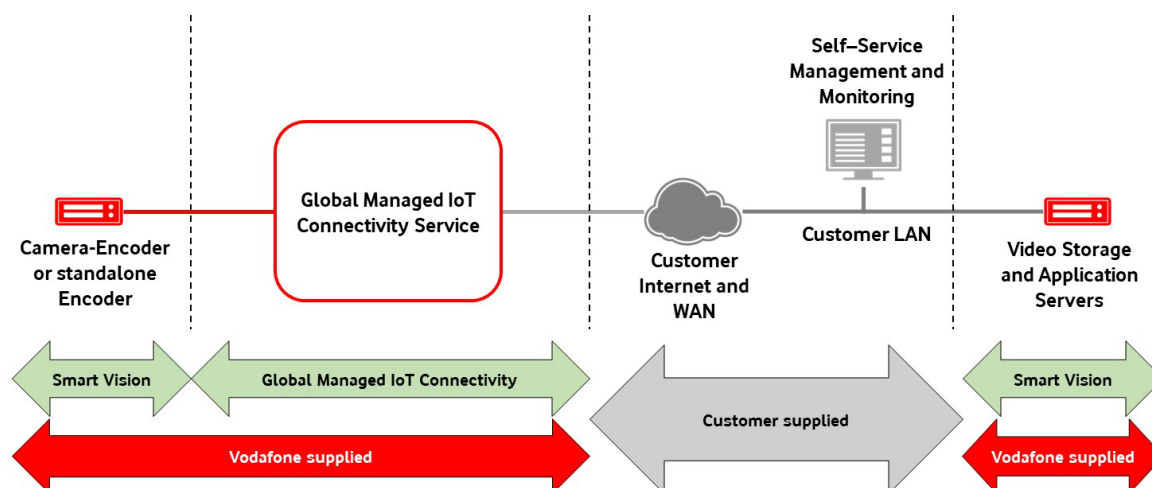 Self–Service
Management and
Monitoring
Global Managed IoT
Connectivity Service
Camera-Encoder
or standalone
Encoder
Customer
Internet and
WAN
Customer LAN
Video Storage
and Application
Servers
Smart Vision
Global Managed IoT Connectivity
Customer supplied
Smart Vision
Vodafone supplied
Vodafone supplied